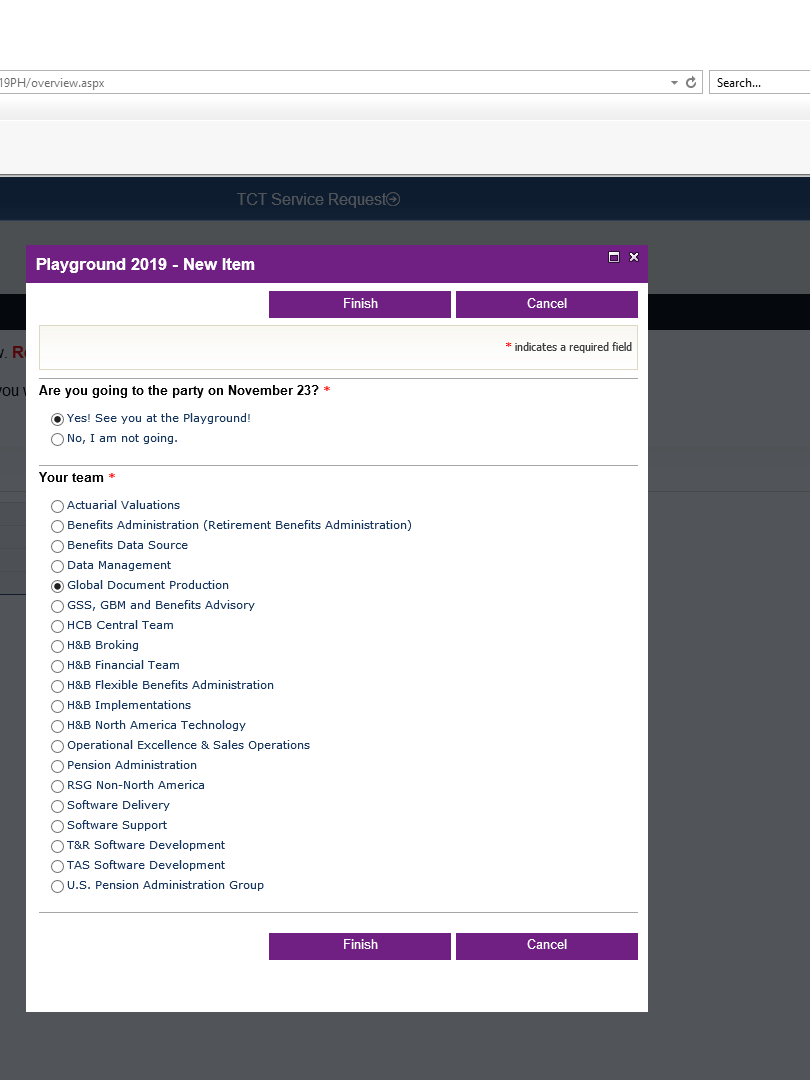 19PH/overview.aspx
Search...
TCT Service Request
Playground 2019 - New Item
Finish Cancel
* indicates a required field
Are you going to the party on November 23? *
Yes! See you at the Playground!
No, I am not going.
Your team *
Actuarial Valuations
Benefits Administration (Retirement Benefits Administration)
Benefits Data Source
Data Management
Global Document Production
GSS, GBM and Benefits Advisory
HCB Central Team
H&B Broking
H&B Financial Team
H&B Flexible Benefits Administration
H&B Implementations
H&B North America Technology
Operational Excellence & Sales Operations
Pension Administration
RSG Non-North America
Software Delivery
Software Support
T&R Software Development
TAS Software Development
U.S. Pension Administration Group
Finish Cancel